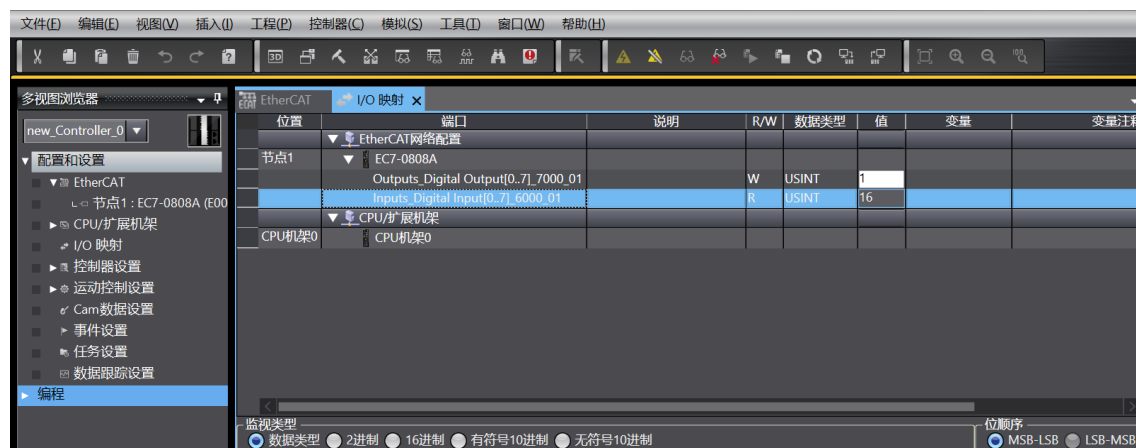 文件(F) 编辑(E) 视图(V) 插入(I) 工程(P) 控制器(C) 模拟(S) 工具(T) 窗口(W) 帮助(H)
3D
100
多视图浏览器
new_Controller_0
配置和设置
EtherCAT
节点1 : EC7-0808A (E00
CPU/扩展机架
I/O 映射
控制器设置
运动控制设置
Cam数据设置
事件设置
任务设置
数据跟踪设置
编程
EtherCAT I/O 映射
位置 端口 说明 R/W 数据类型 值 变量 变量注释
EtherCAT网络配置
节点1 EC7-0808A
Outputs_Digital Output[0..7]_7000_01 W USINT 1
Inputs_Digital Input[0..7]_6000_01 R USINT 16
CPU/扩展机架
CPU机架0 CPU机架0
监视类型 位顺序
数据类型 2进制 16进制 有符号10进制 无符号10进制 MSB-LSB LSB-MSB